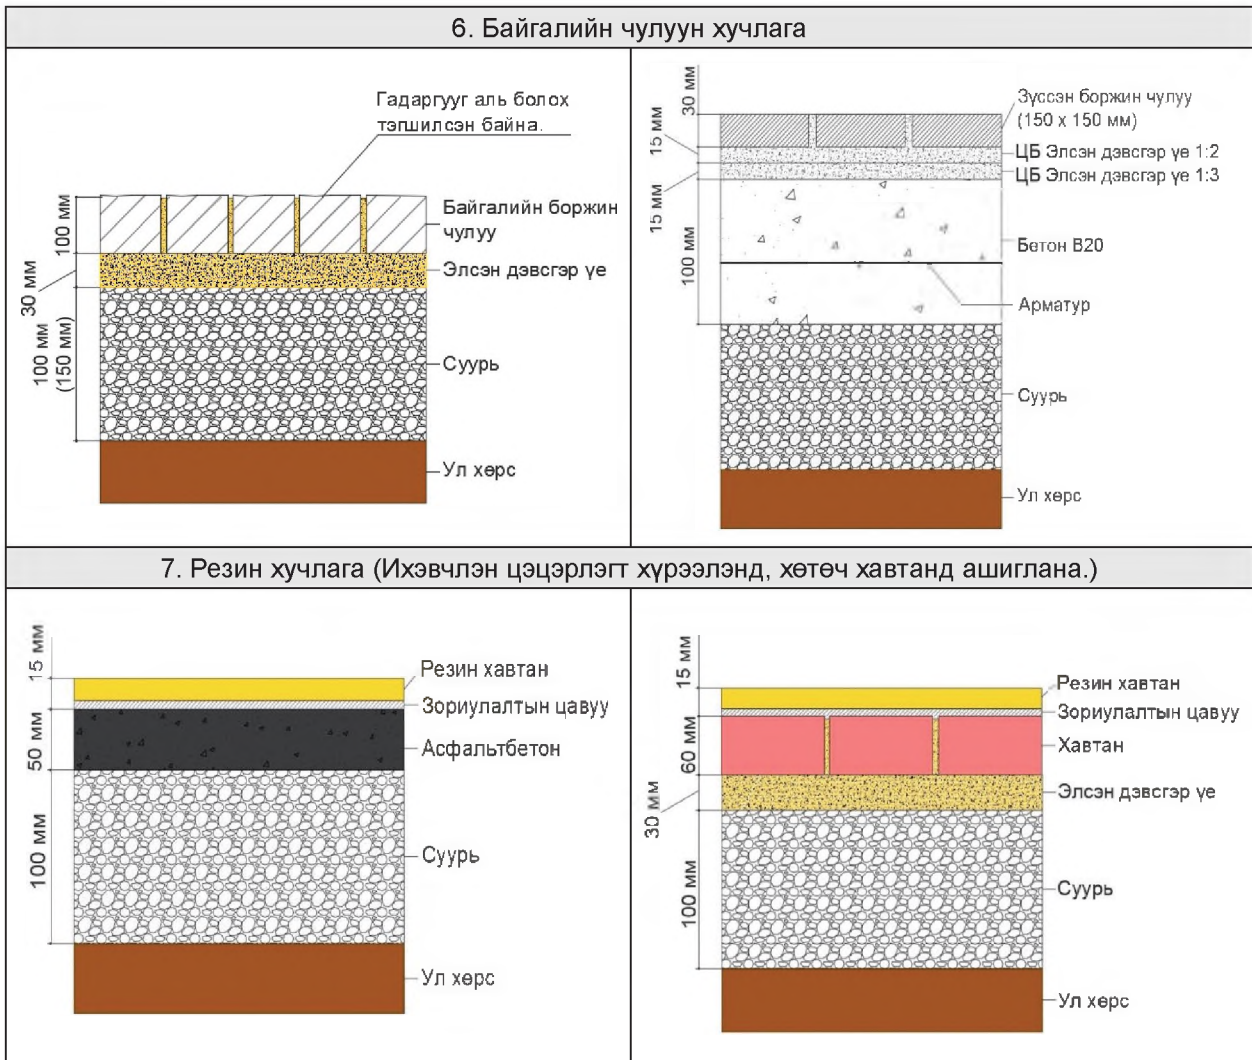 6. Байгалийн чулуун хучлага
Гадаргууг аль болох
тэгшилсэн байна.
100 мм
30 мм
100 мм
(150 мм)
Байгалийн боржин
чулуу
Элсэн дэвсгэр үе
Суурь
Ул хөрс
30 мм
15 мм
15 мм
100 мм
Зүссэн боржин чулуу
(150 x 150 мм)
ЦБ Элсэн дэвсгэр үе 1:2
ЦБ Элсэн дэвсгэр үе 1:3
Бетон B20
Арматур
Суурь
Ул хөрс
7. Резин хучлага (Ихэвчлэн цэцэрлэгт хүрээлэнд, хөтөч хавтанд ашиглана.)
15 мм
50 мм
100 мм
Резин хавтан
Зориулалтын цавуу
Асфальтбетон
Суурь
Ул хөрс
15 мм
60 мм
30 мм
100 мм
Резин хавтан
Зориулалтын цавуу
Хавтан
Элсэн дэвсгэр үе
Суурь
Ул хөрс